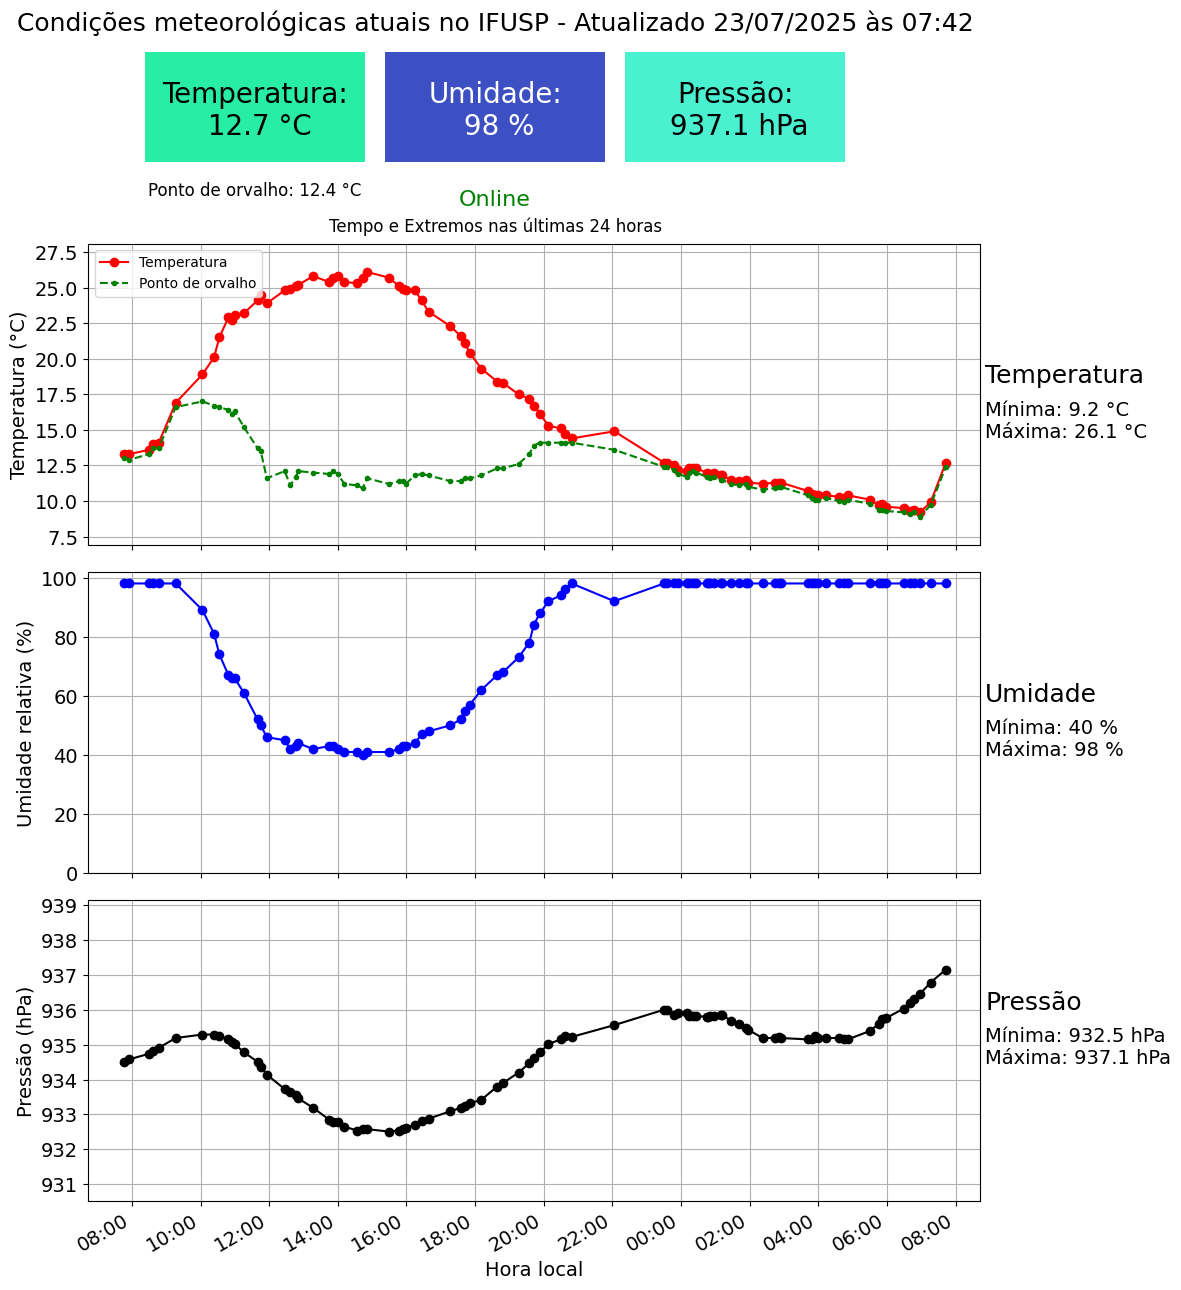 Condições meteorológicas atuais no IFUSP - Atualizado 23/07/2025 às 07:42
Temperatura:
12.7 °C
Umidade:
98 %
Pressão:
937.1 hPa
Ponto de orvalho: 12.4 °C
Online
Tempo e Extremos nas últimas 24 horas
Temperatura
Ponto de orvalho
Temperatura (°C)
27.5
25.0
22.5
20.0
17.5
15.0
12.5
10.0
7.5
Temperatura
Mínima: 9.2 °C
Máxima: 26.1 °C
Umidade relativa (%)
100
80
60
40
20
0
Umidade
Mínima: 40 %
Máxima: 98 %
Pressão (hPa)
939
938
937
936
935
934
933
932
931
Pressão
Mínima: 932.5 hPa
Máxima: 937.1 hPa
08:00
10:00
12:00
14:00
16:00
18:00
20:00
22:00
00:00
02:00
04:00
06:00
08:00
Hora local